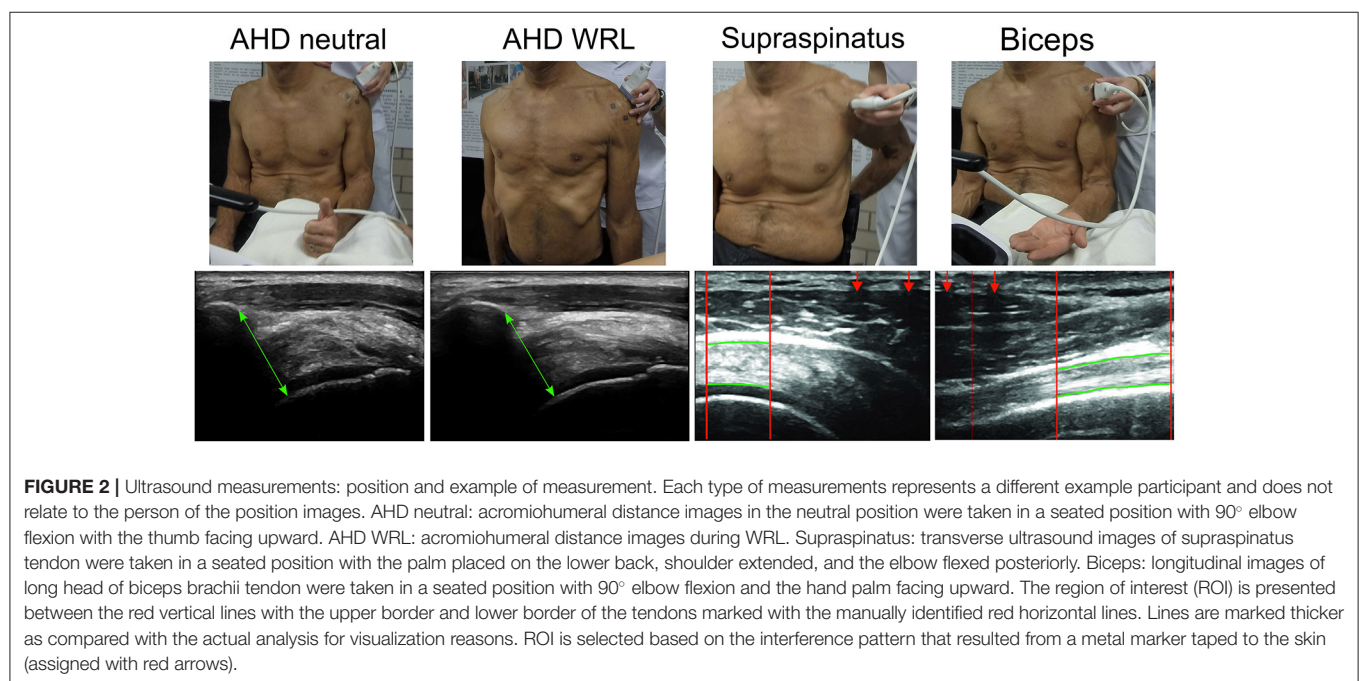 AHD neutral AHD WRL Supraspinatus Biceps
FIGURE 2 | Ultrasound measurements: position and example of measurement. Each type of measurements represents a different example participant and does not
relate to the person of the position images. AHD neutral: acromiohumeral distance images in the neutral position were taken in a seated position with 90° elbow
flexion with the thumb facing upward. AHD WRL: acromiohumeral distance images during WRL. Supraspinatus: transverse ultrasound images of supraspinatus
tendon were taken in a seated position with the palm placed on the lower back, shoulder extended, and the elbow flexed posteriorly. Biceps: longitudinal images of
long head of biceps brachii tendon were taken in a seated position with 90° elbow flexion and the hand palm facing upward. The region of interest (ROI) is presented
between the red vertical lines with the upper border and lower border of the tendons marked with the manually identified red horizontal lines. Lines are marked thicker
as compared with the actual analysis for visualization reasons. ROI is selected based on the interference pattern that resulted from a metal marker taped to the skin
(assigned with red arrows).